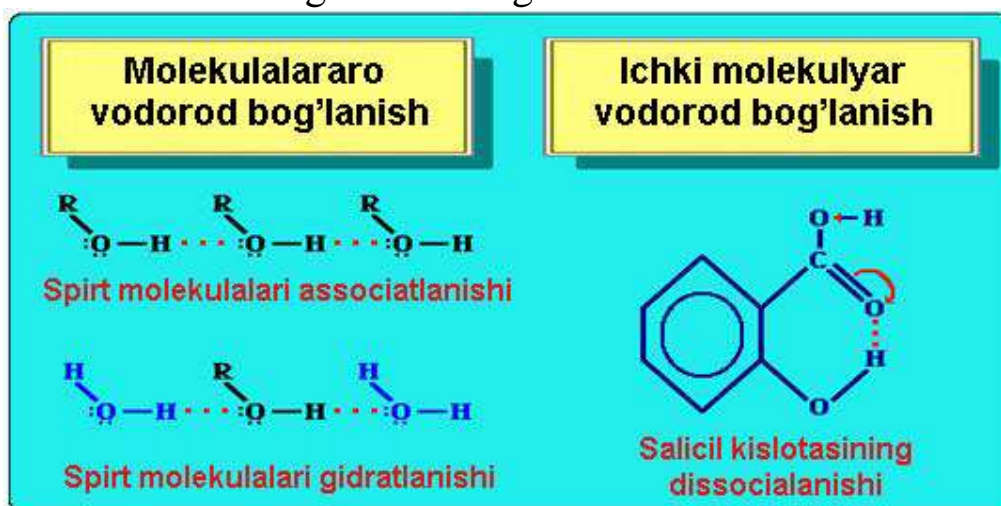 Molekulalararo
vodorod bog'lanish
Ichki molekulyar
vodorod bog'lanish
R R R
:O—H····:O—H···:O—H
Spirt molekulalari associatlanishi
H R H
:O—H····:O—H···:O—H
Spirt molekulalari gidratlanishi
O H
C
O
H
O
Salicil kislotasining
dissocialanishi